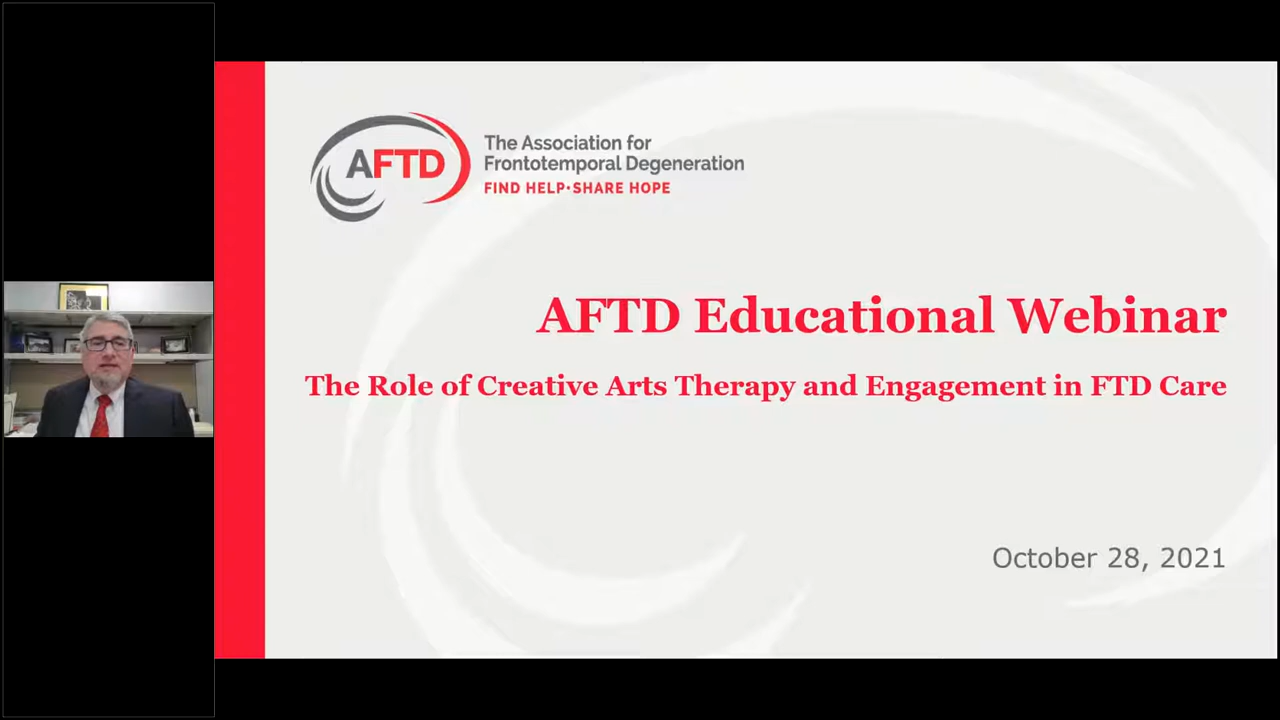 AFTD
The Association for
Frontotemporal Degeneration
FIND HELP·SHARE HOPE
AFTD Educational Webinar
The Role of Creative Arts Therapy and Engagement in FTD Care
October 28, 2021